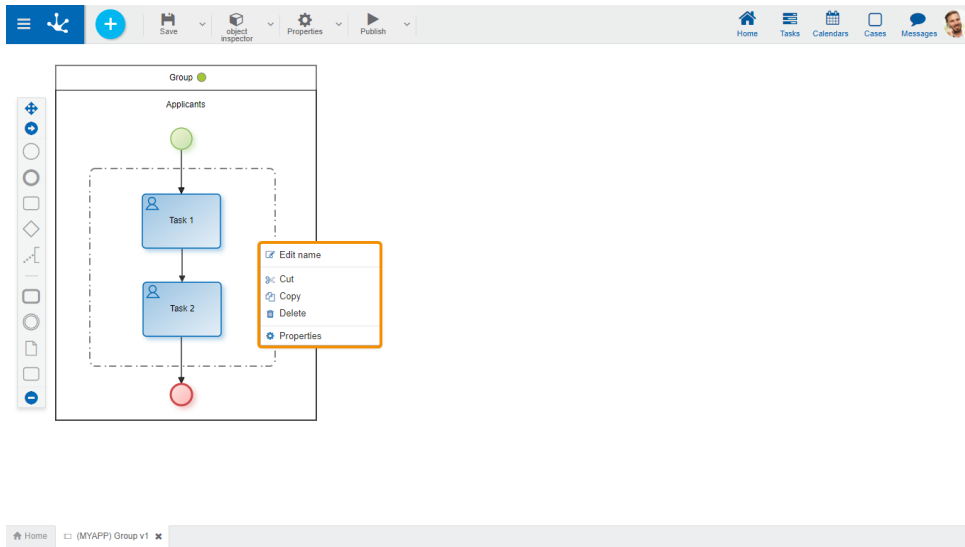 Save
object
inspector
Properties
Publish
Home
Tasks
Calendars
Cases
Messages
Group
Applicants
Task 1
Task 2
Edit name
Cut
Copy
Delete
Properties
Home
(MYAPP) Group v1